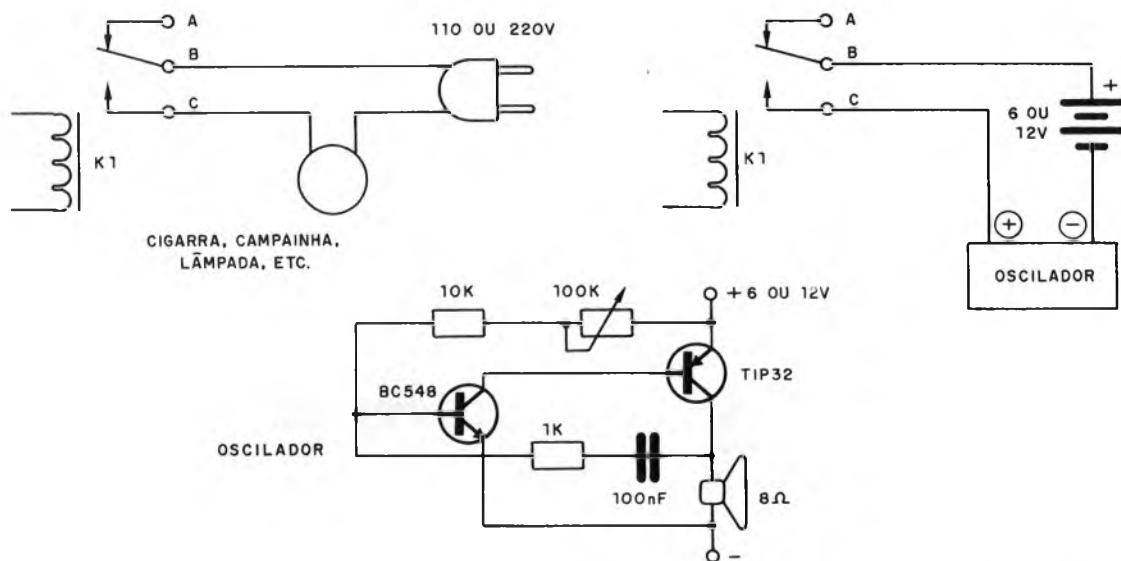 A
B
C
110 OU 220V
K1
CIGARRA, CAMPAINHA,
LÂMPADA, ETC.
A
B
C
K1
+
6 OU
12V
+
−
OSCILADOR
10K
100K
+ 6 OU 12V
BC548
TIP32
OSCILADOR
1K
100nF
8Ω
−